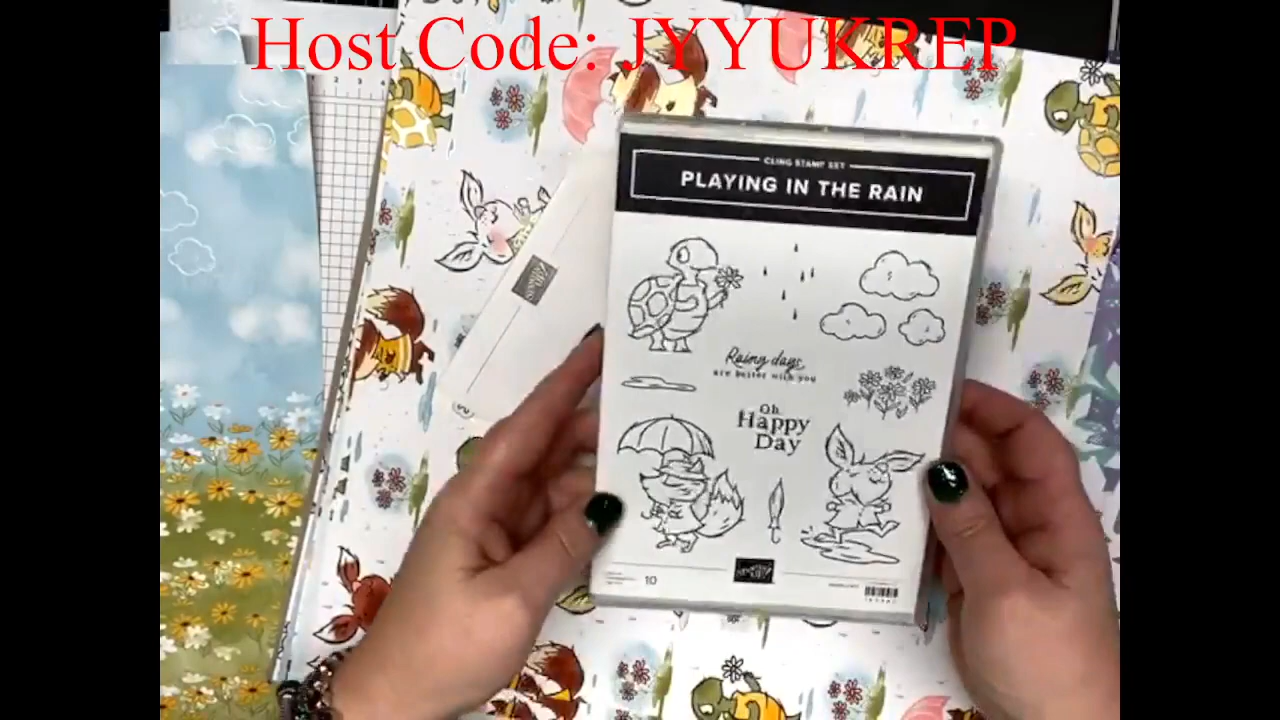 Host Code: JYYUKREP
CLING STAMP SET
PLAYING IN THE RAIN
Rainy days
are better with you
Oh
Happy
Day
10